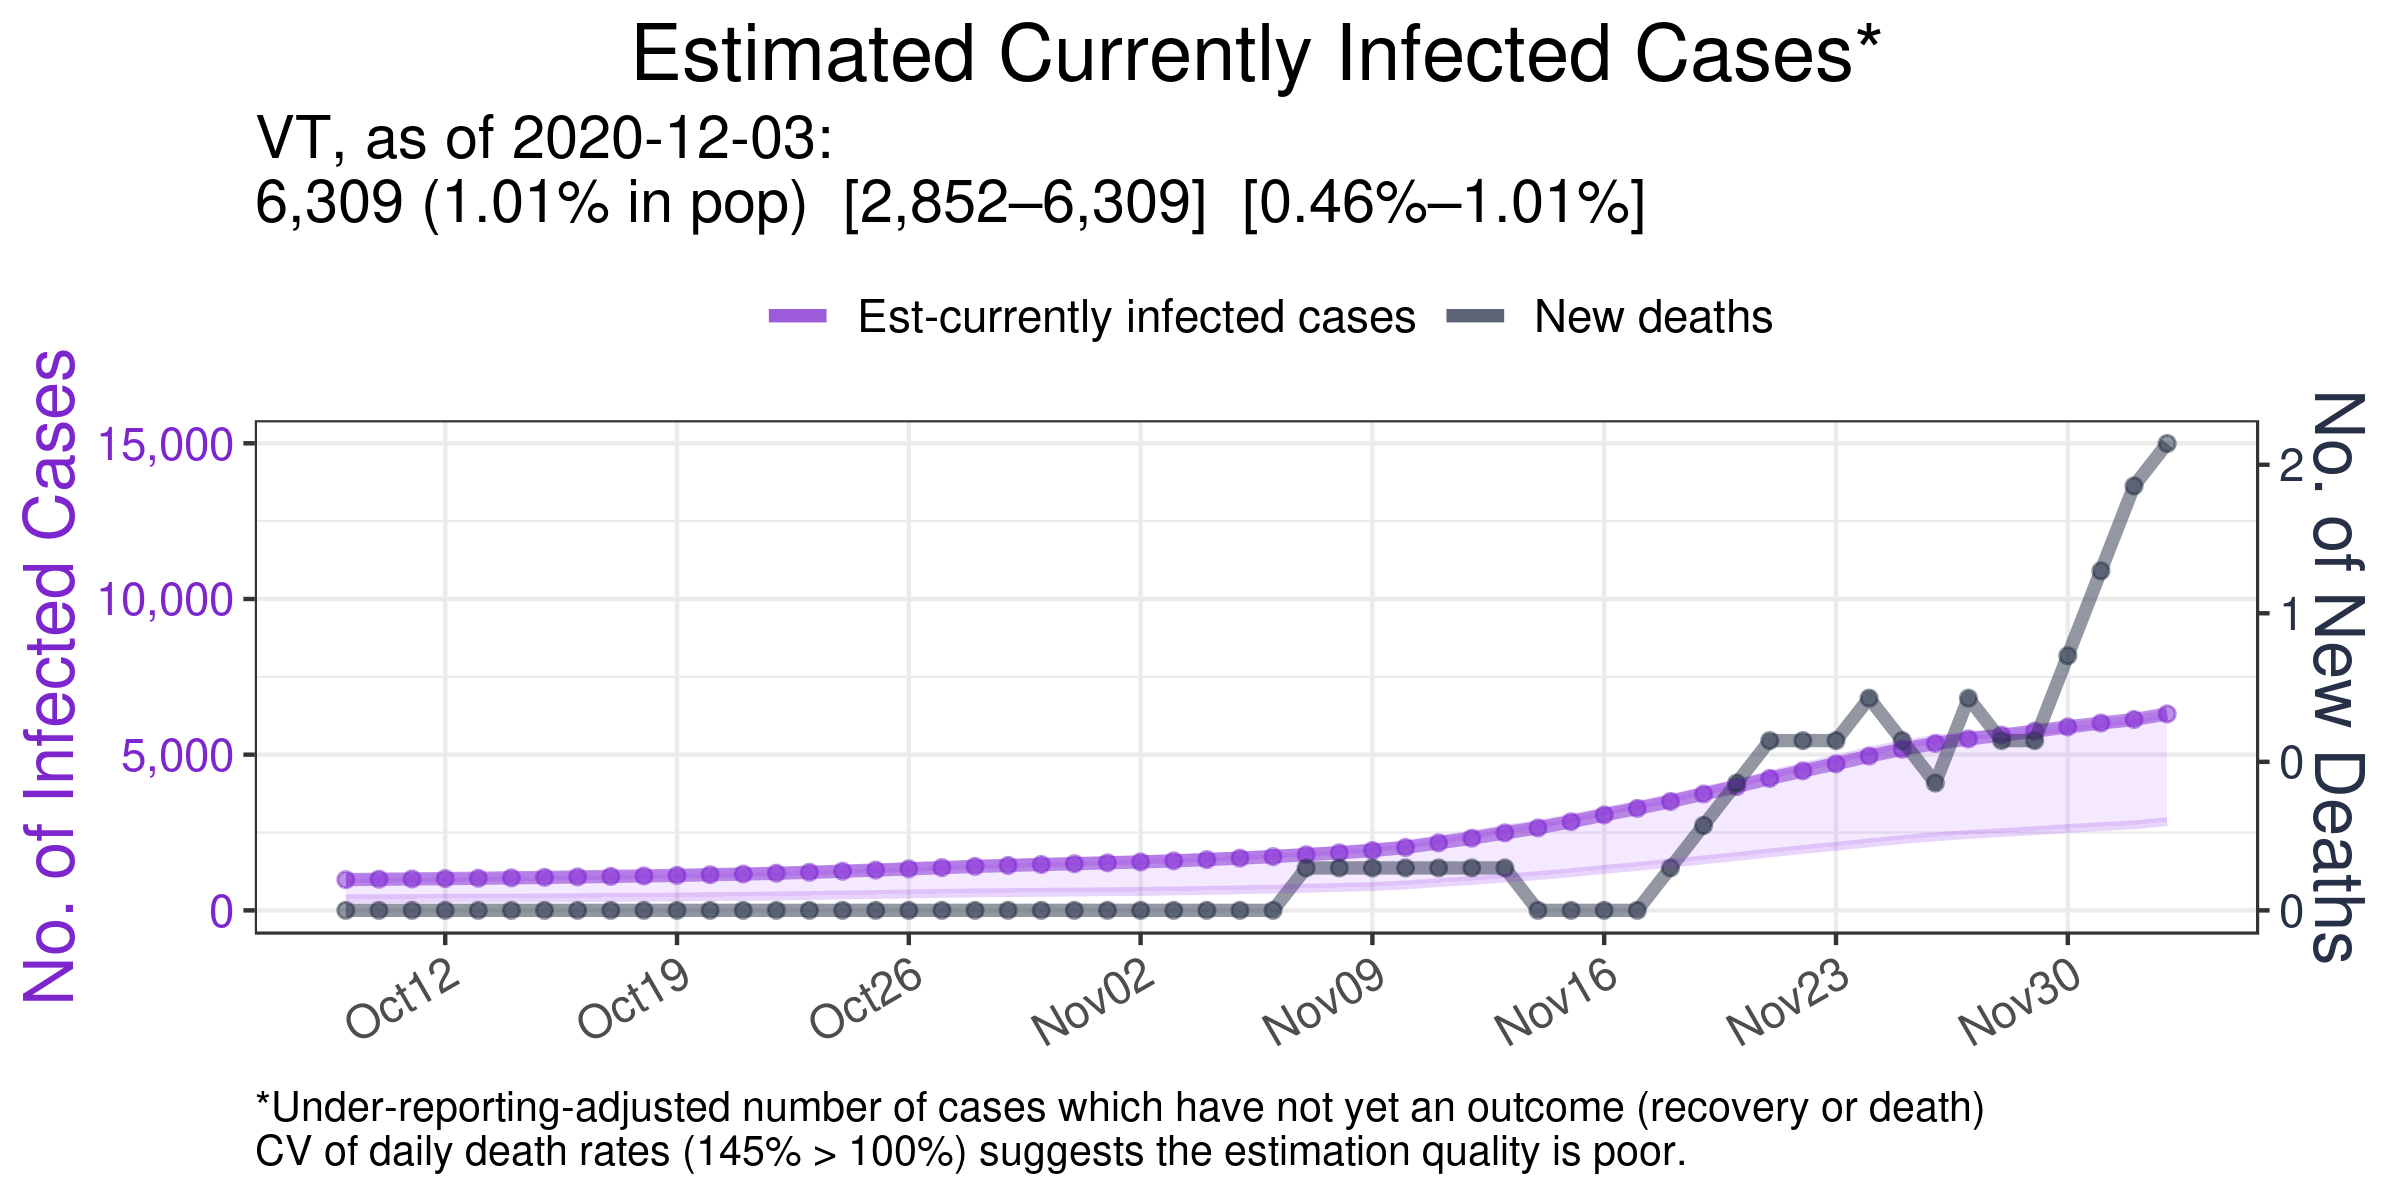 Estimated Currently Infected Cases*
VT, as of 2020-12-03:
6,309 (1.01% in pop)  [2,852–6,309]  [0.46%–1.01%]
Est-currently infected cases
New deaths
No. of Infected Cases
15,000
10,000
5,000
0
2
1
0
0
No. of New Deaths
Oct12
Oct19
Oct26
Nov02
Nov09
Nov16
Nov23
Nov30
*Under-reporting-adjusted number of cases which have not yet an outcome (recovery or death)
CV of daily death rates (145% > 100%) suggests the estimation quality is poor.